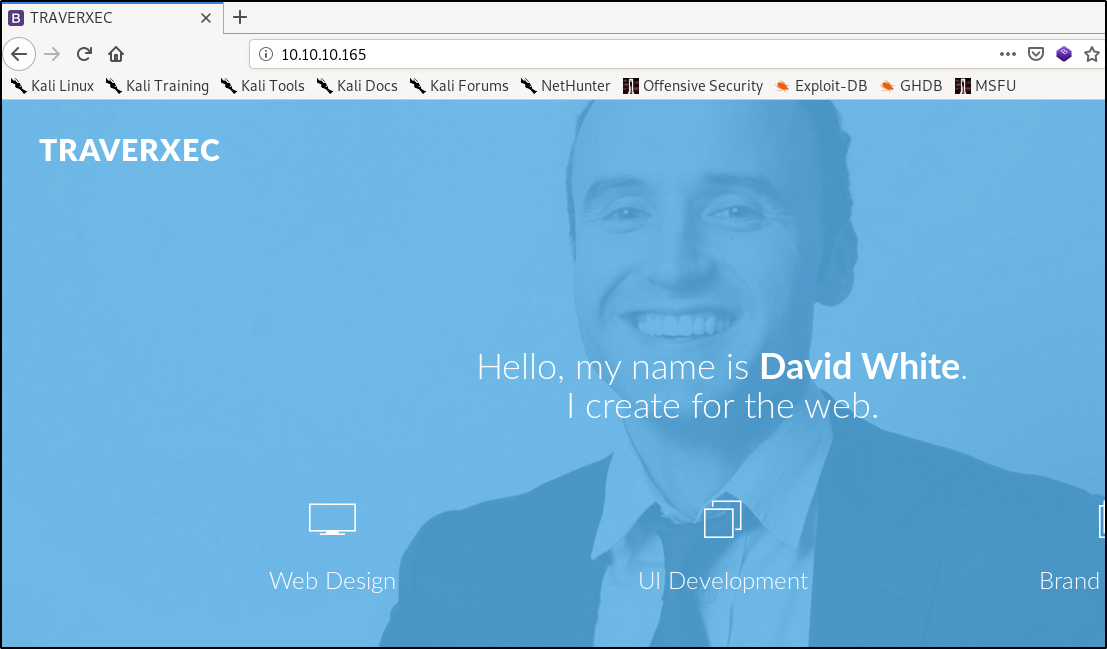 TRAVERXEC
10.10.10.165
Kali Linux Kali Training Kali Tools Kali Docs Kali Forums NetHunter Offensive Security Exploit-DB GHDB MSFU
TRAVERXEC
Hello, my name is David White.
I create for the web.
Web Design UI Development Brand